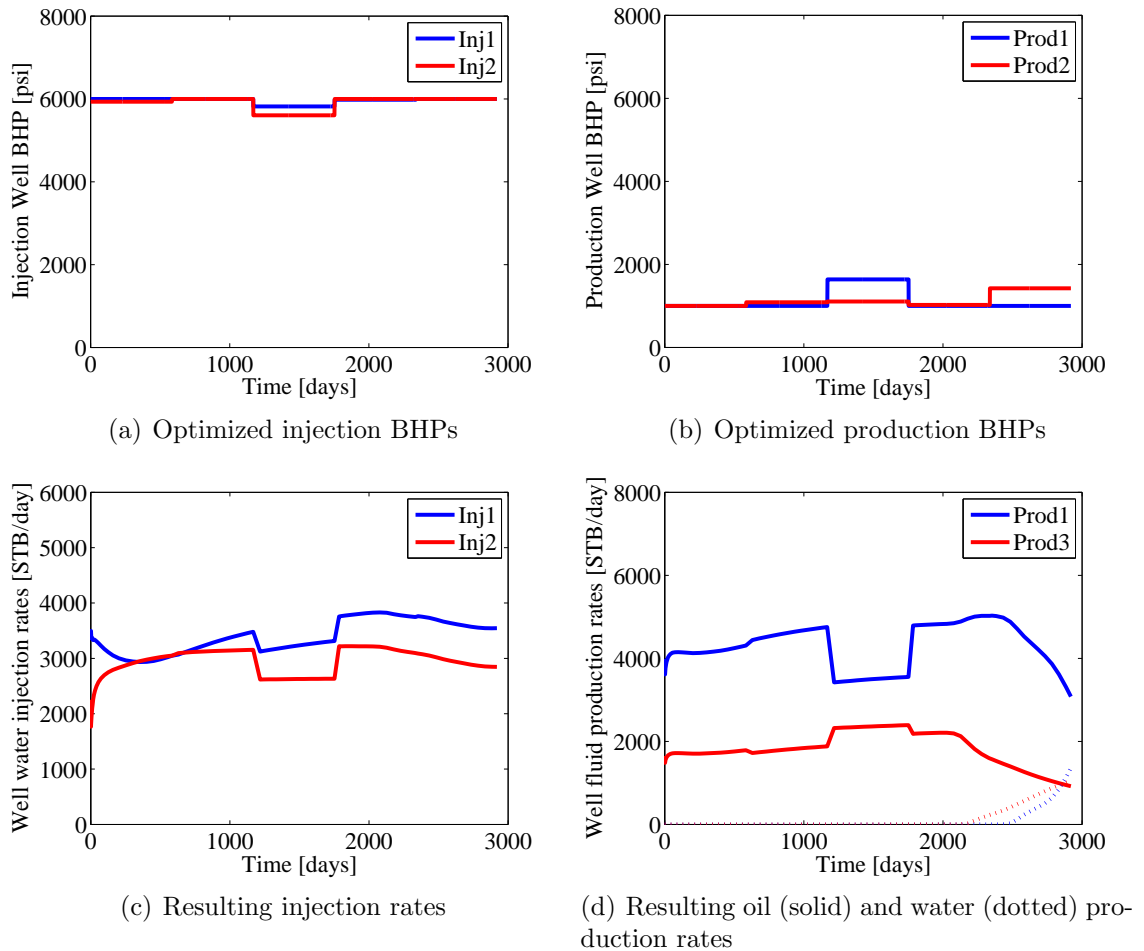 8000
6000
4000
2000
0
0
1000
2000
3000
Injection Well BHP [psi]
Time [days]
Inj1
Inj2
(a) Optimized injection BHPs
8000
6000
4000
2000
0
0
1000
2000
3000
Production Well BHP [psi]
Time [days]
Prod1
Prod2
(b) Optimized production BHPs
6000
5000
4000
3000
2000
1000
0
0
1000
2000
3000
Well water injection rates [STB/day]
Time [days]
Inj1
Inj2
(c) Resulting injection rates
8000
6000
4000
2000
0
0
1000
2000
3000
Well fluid production rates [STB/day]
Time [days]
Prod1
Prod3
(d) Resulting oil (solid) and water (dotted) pro-
duction rates